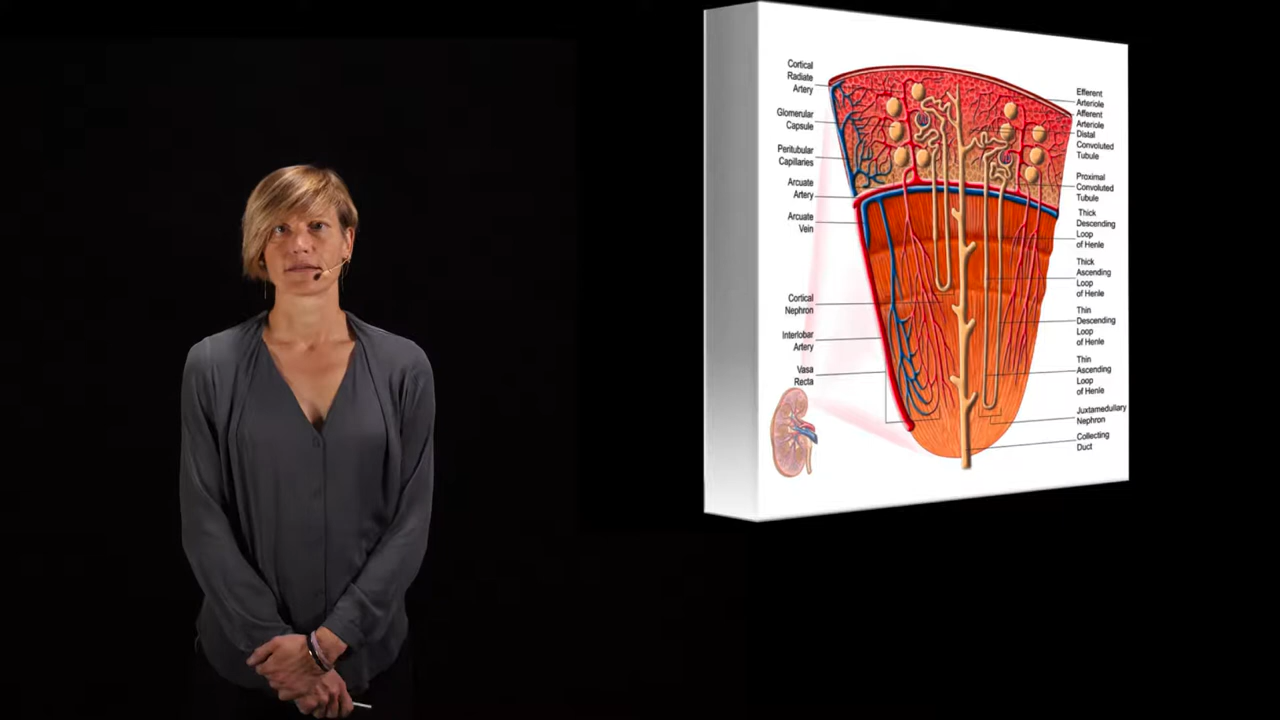 Cortical
Radiate
Artery
Glomerular
Capsule
Peritubular
Capillaries
Arcuate
Artery
Arcuate
Vein
Cortical
Nephron
Interlobar
Artery
Vasa
Recta
Efferent
Arteriole
Afferent
Arteriole
Distal
Convoluted
Tubule
Proximal
Convoluted
Tubule
Thick
Descending
Loop
of Henle
Thick
Ascending
Loop
of Henle
Thin
Descending
Loop
of Henle
Thin
Ascending
Loop
of Henle
Juxtamedullary
Nephron
Collecting
Duct